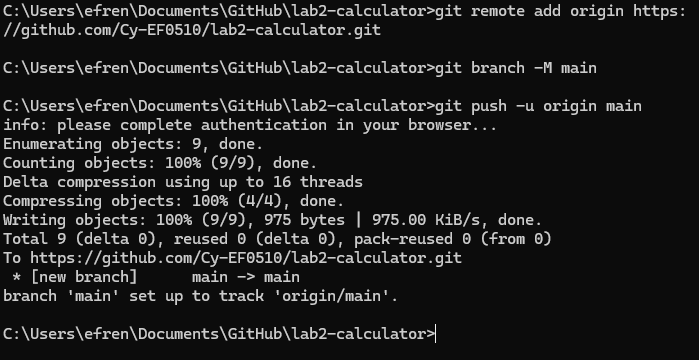 C:\Users\efren\Documents\GitHub\lab2-calculator>git remote add origin https:
//github.com/Cy-EF0510/lab2-calculator.git
C:\Users\efren\Documents\GitHub\lab2-calculator>git branch -M main
C:\Users\efren\Documents\GitHub\lab2-calculator>git push -u origin main
info: please complete authentication in your browser...
Enumerating objects: 9, done.
Counting objects: 100% (9/9), done.
Delta compression using up to 16 threads
Compressing objects: 100% (4/4), done.
Writing objects: 100% (9/9), 975 bytes | 975.00 KiB/s, done.
Total 9 (delta 0), reused 0 (delta 0), pack-reused 0 (from 0)
To https://github.com/Cy-EF0510/lab2-calculator.git
 * [new branch]      main -> main
branch 'main' set up to track 'origin/main'.
C:\Users\efren\Documents\GitHub\lab2-calculator>